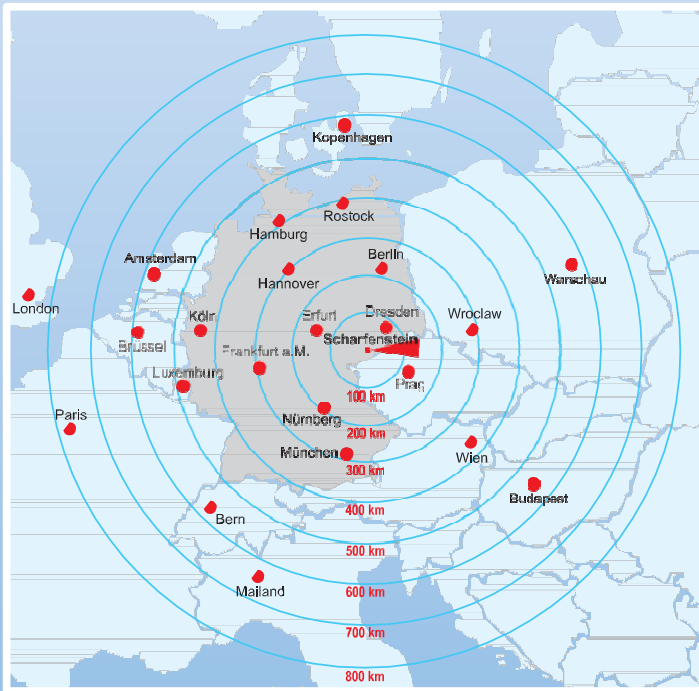 Kopenhagen
Rostock
Hamburg
Amsterdam
Berlin
Hannover
Warschau
London
Köln
Erfurt
Dresden
Wroclaw
Brüssel
Scharfenstein
Frankfurt a.M.
Luxemburg
Prag
100 km
Paris
Nürnberg
200 km
München
Wien
300 km
Budapest
400 km
Bern
500 km
Mailand
600 km
700 km
800 km